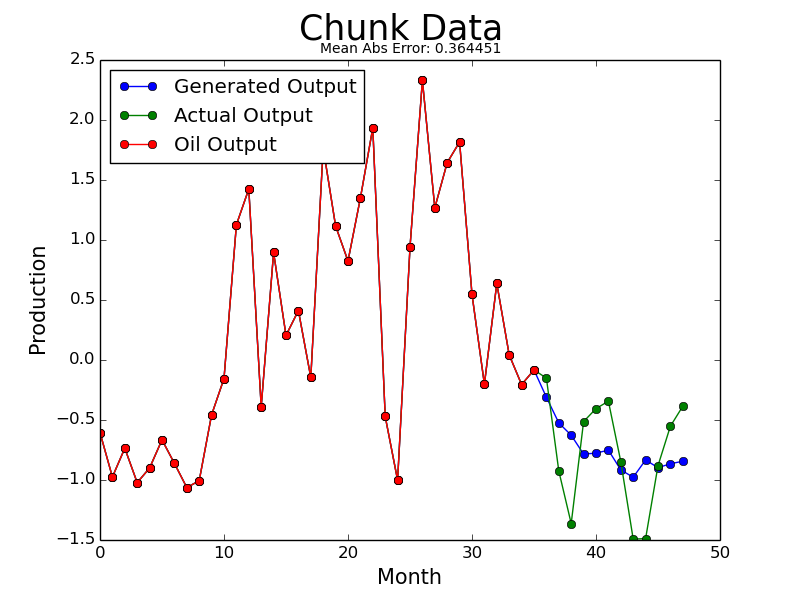 Chunk Data
Mean Abs Error: 0.364451
Generated Output
Actual Output
Oil Output
2.5
2.0
1.5
1.0
0.5
0.0
−0.5
−1.0
−1.5
Production
0 10 20 30 40 50
Month